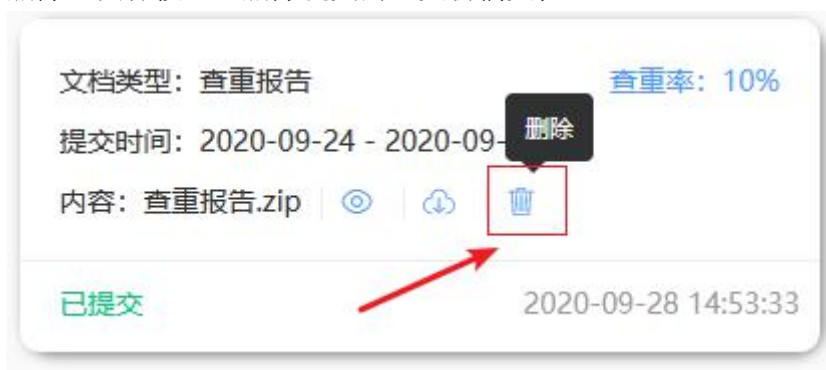 文档类型：查重报告 查重率：10%
删除
提交时间：2020-09-24 - 2020-09-
内容：查重报告.zip
已提交 2020-09-28 14:53:33